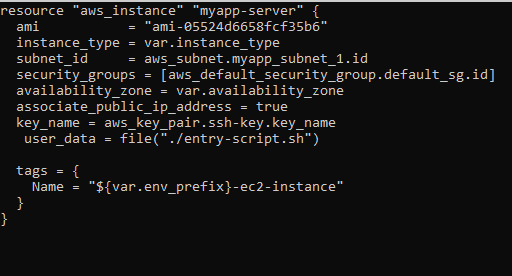 resource "aws_instance" "myapp-server" {
  ami           = "ami-05524d6658fcf35b6"
  instance_type = var.instance_type
  subnet_id     = aws_subnet.myapp_subnet_1.id
  security_groups = [aws_default_security_group.default_sg.id]
  availability_zone = var.availability_zone
  associate_public_ip_address = true
  key_name = aws_key_pair.ssh-key.key_name
   user_data = file("./entry-script.sh")

  tags = {
    Name = "${var.env_prefix}-ec2-instance"
  }
}